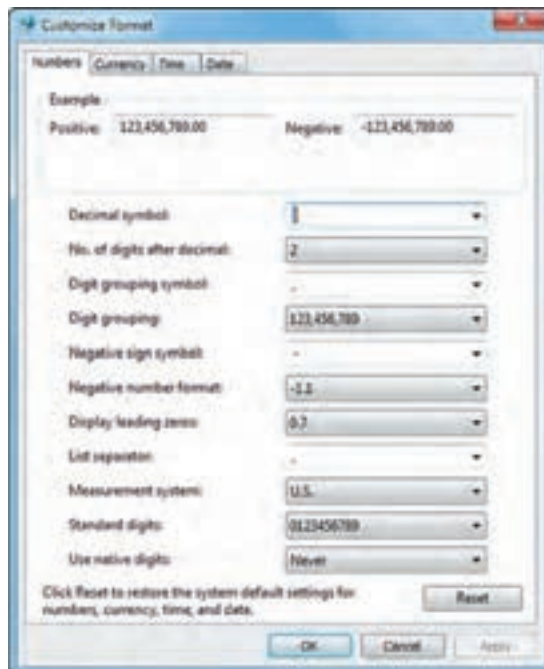 Customize Format
Numbers Currency Time Date
Example
Positive: 123,456,789.00 Negative: -123,456,789.00
Decimal symbol:
No. of digits after decimal: 2
Digit grouping symbol:
Digit grouping: 123,456,789
Negative sign symbol: -
Negative number format: -1.1
Display leading zeros: 0.7
List separator:
Measurement system: U.S.
Standard digits: 0123456789
Use native digits: Never
Click Reset to restore the system default settings for
numbers, currency, time, and date.
Reset
OK Cancel Apply